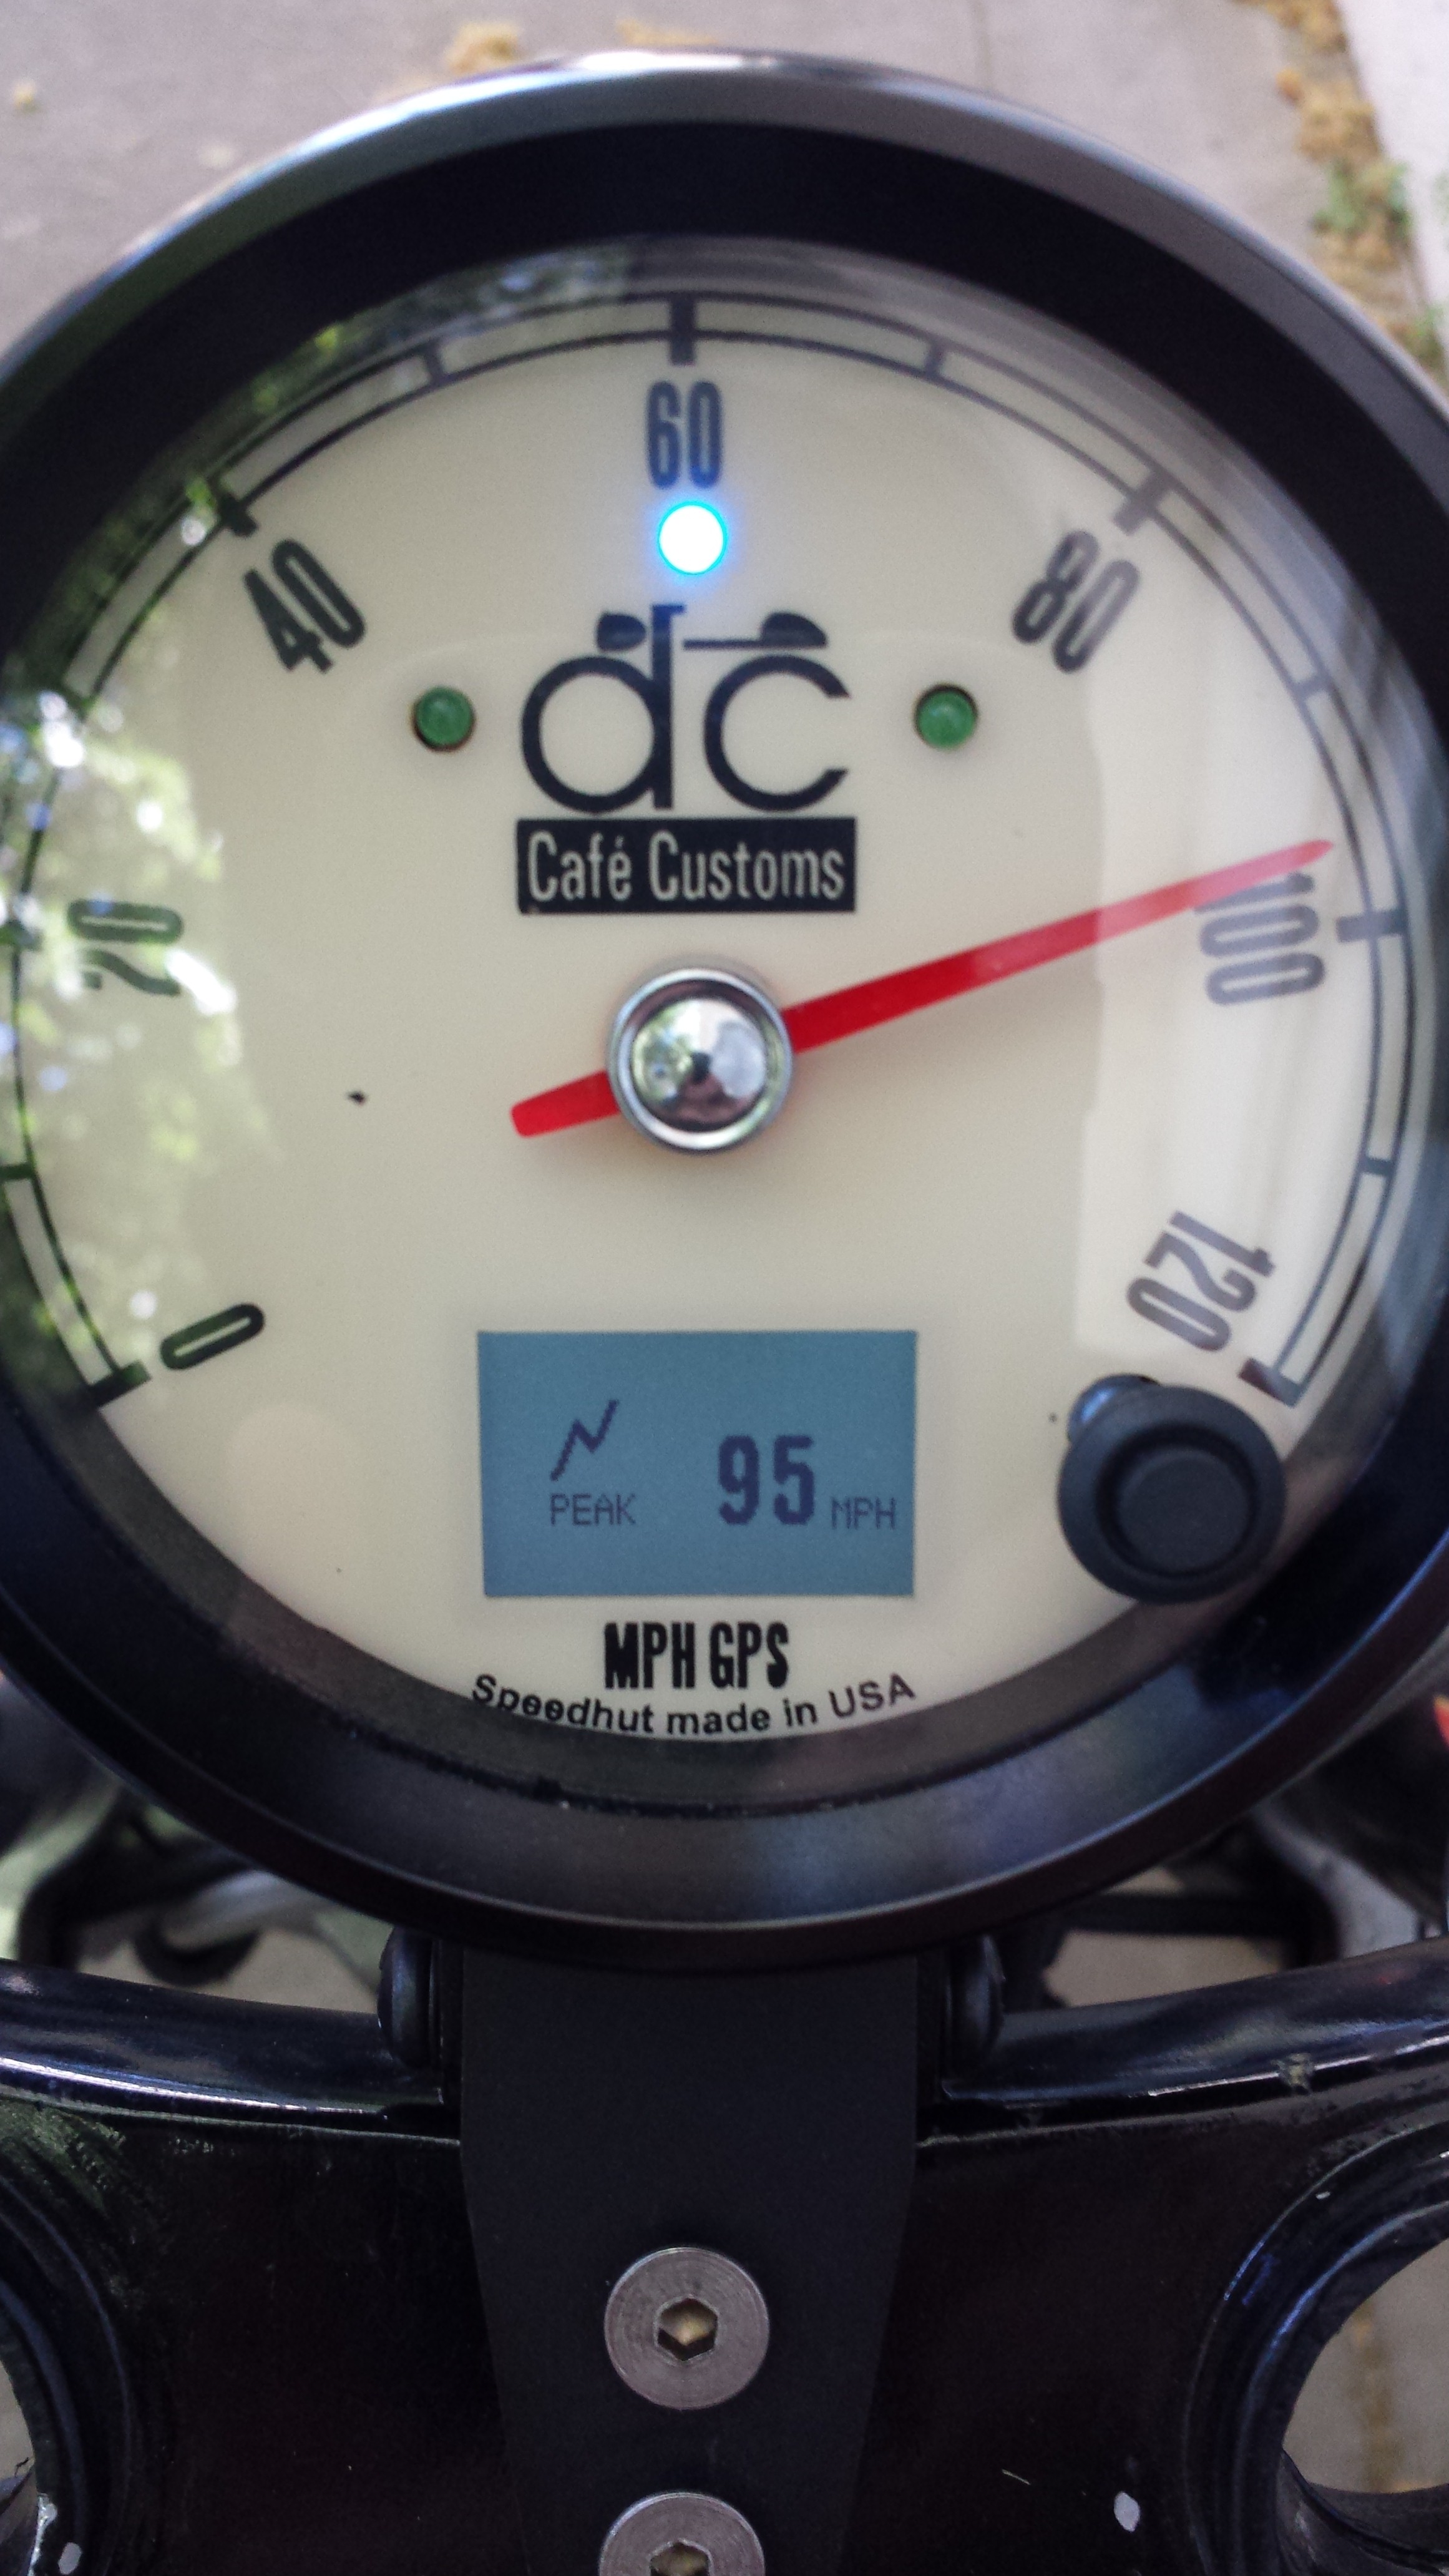 60
40
80
dc
Café Customs
20
100
0
120
PEAK 95 MPH
MPH GPS
Speedhut made in USA